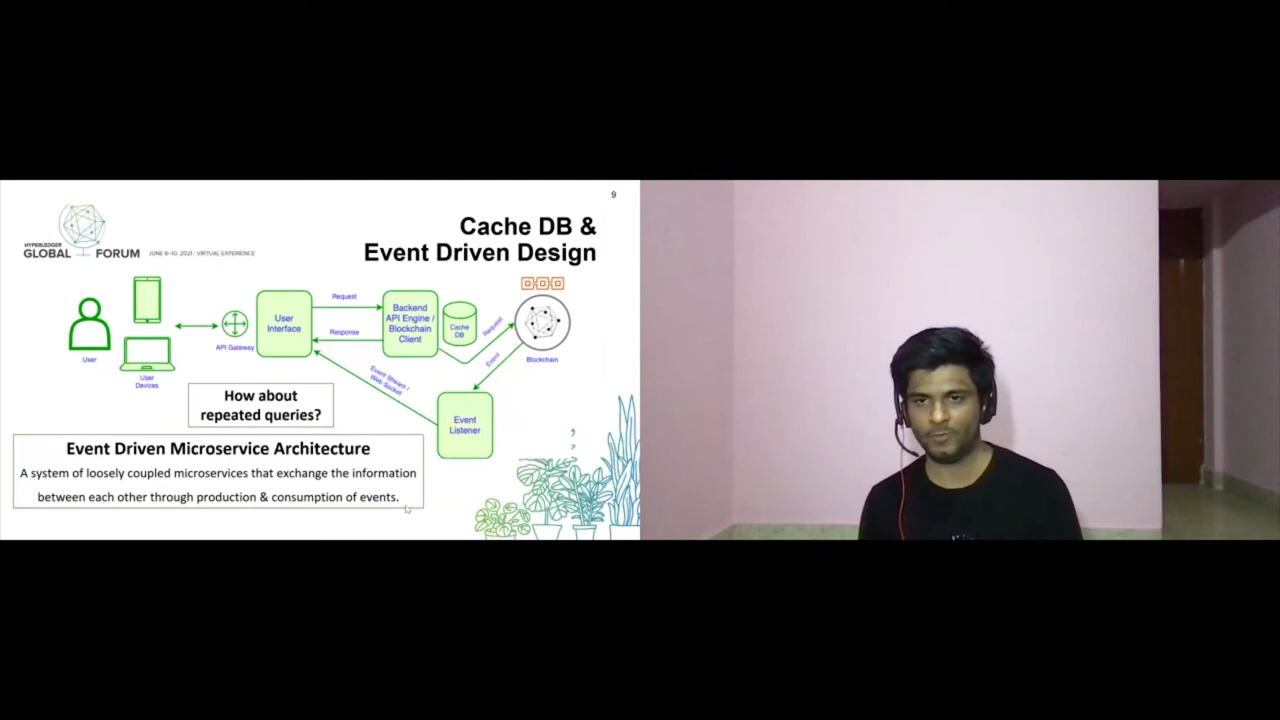 9
HYPERLEDGER
GLOBAL FORUM
JUNE 8-10, 2021 | VIRTUAL EXPERIENCE
Cache DB &
Event Driven Design
User
User
Devices
API Gateway
User
Interface
Request
Response
Backend
API Engine /
Blockchain
Client
Cache
DB
Request
Event
Blockchain
Event Stream /
Web Socket
Event
Listener
How about
repeated queries?
Event Driven Microservice Architecture
A system of loosely coupled microservices that exchange the information
between each other through production & consumption of events.